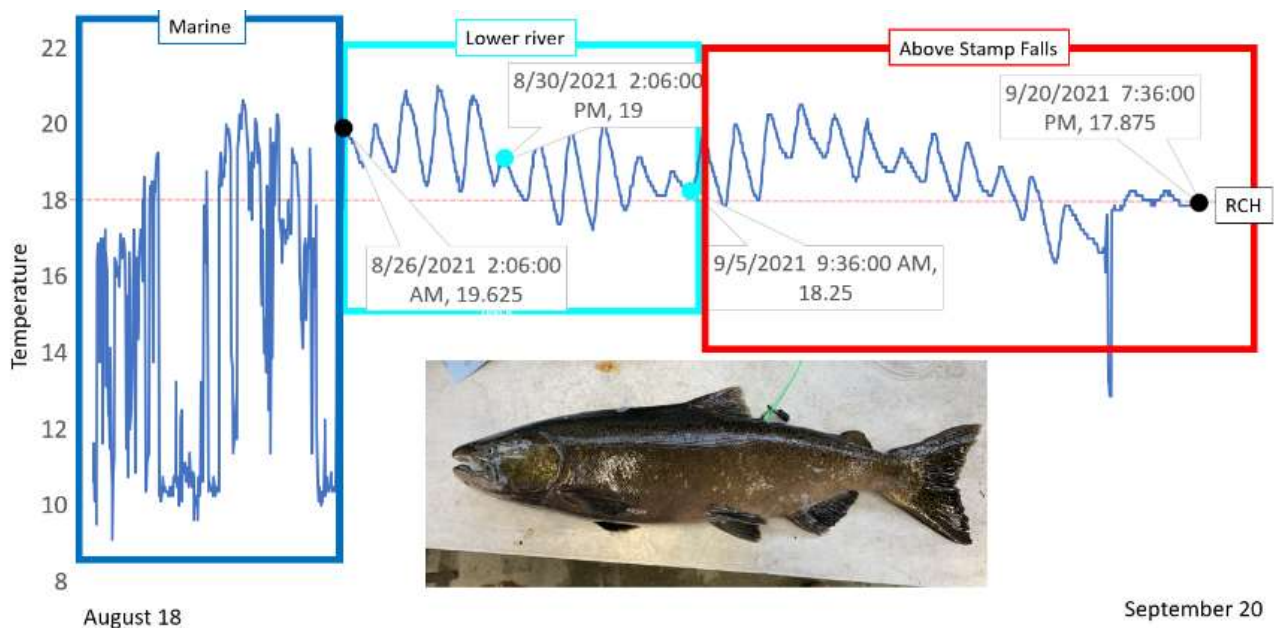 Marine
Lower river
Above Stamp Falls
22
20
18
16
14
12
10
8
Temperature
8/30/2021 2:06:00
PM, 19
9/20/2021 7:36:00
PM, 17.875
RCH
8/26/2021 2:06:00
AM, 19.625
9/5/2021 9:36:00 AM,
18.25
August 18
September 20